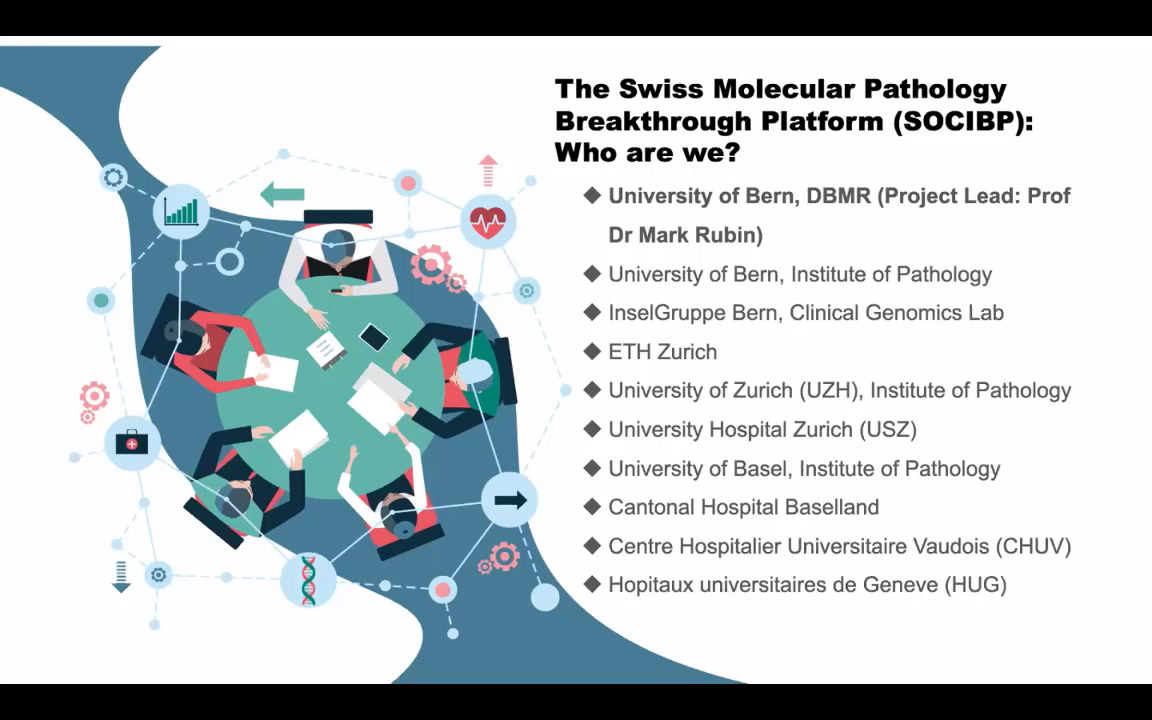 The Swiss Molecular Pathology
Breakthrough Platform (SOCIBP):
Who are we?
◆ University of Bern, DBMR (Project Lead: Prof
Dr Mark Rubin)
◆ University of Bern, Institute of Pathology
◆ InselGruppe Bern, Clinical Genomics Lab
◆ ETH Zurich
◆ University of Zurich (UZH), Institute of Pathology
◆ University Hospital Zurich (USZ)
◆ University of Basel, Institute of Pathology
◆ Cantonal Hospital Baselland
◆ Centre Hospitalier Universitaire Vaudois (CHUV)
◆ Hopitaux universitaires de Geneve (HUG)